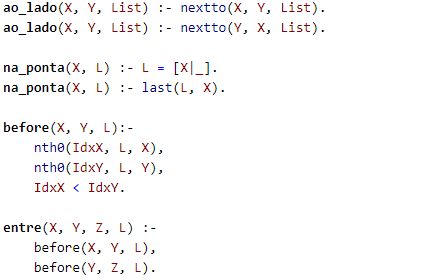 ao_lado(X, Y, List) :- nextto(X, Y, List).
ao_lado(X, Y, List) :- nextto(Y, X, List).
na_ponta(X, L) :- L = [X|_].
na_ponta(X, L) :- last(L, X).
before(X, Y, L):-
nth0(IdxX, L, X),
nth0(IdxY, L, Y),
IdxX < IdxY.
entre(X, Y, Z, L) :-
before(X, Y, L),
before(Y, Z, L).